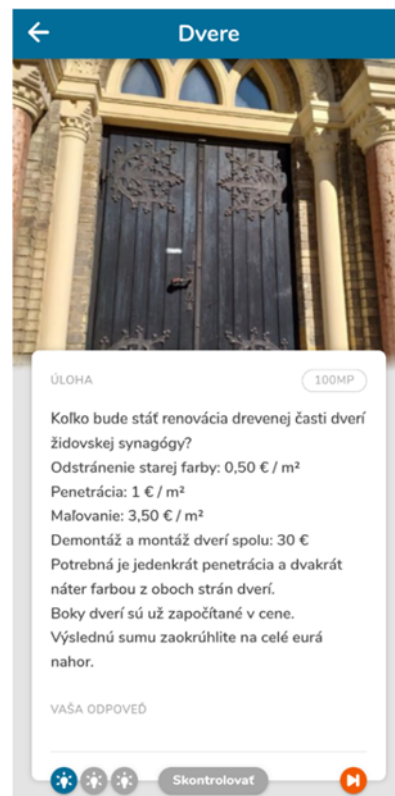 Dvere
ÚLOHA
100MP
Koľko bude stáť renovácia drevenej časti dverí
židovskej synagógy?
Odstránenie starej farby: 0,50 € / m²
Penetrácia: 1 € / m²
Maľovanie: 3,50 € / m²
Demontáž a montáž dverí spolu: 30 €
Potrebná je jedenkrát penetrácia a dvakrát
náter farbou z oboch strán dverí.
Boky dverí sú už započítané v cene.
Výslednú sumu zaokrúhlite na celé eurá
nahor.
VAŠA ODPOVEĎ
Skontrolovať